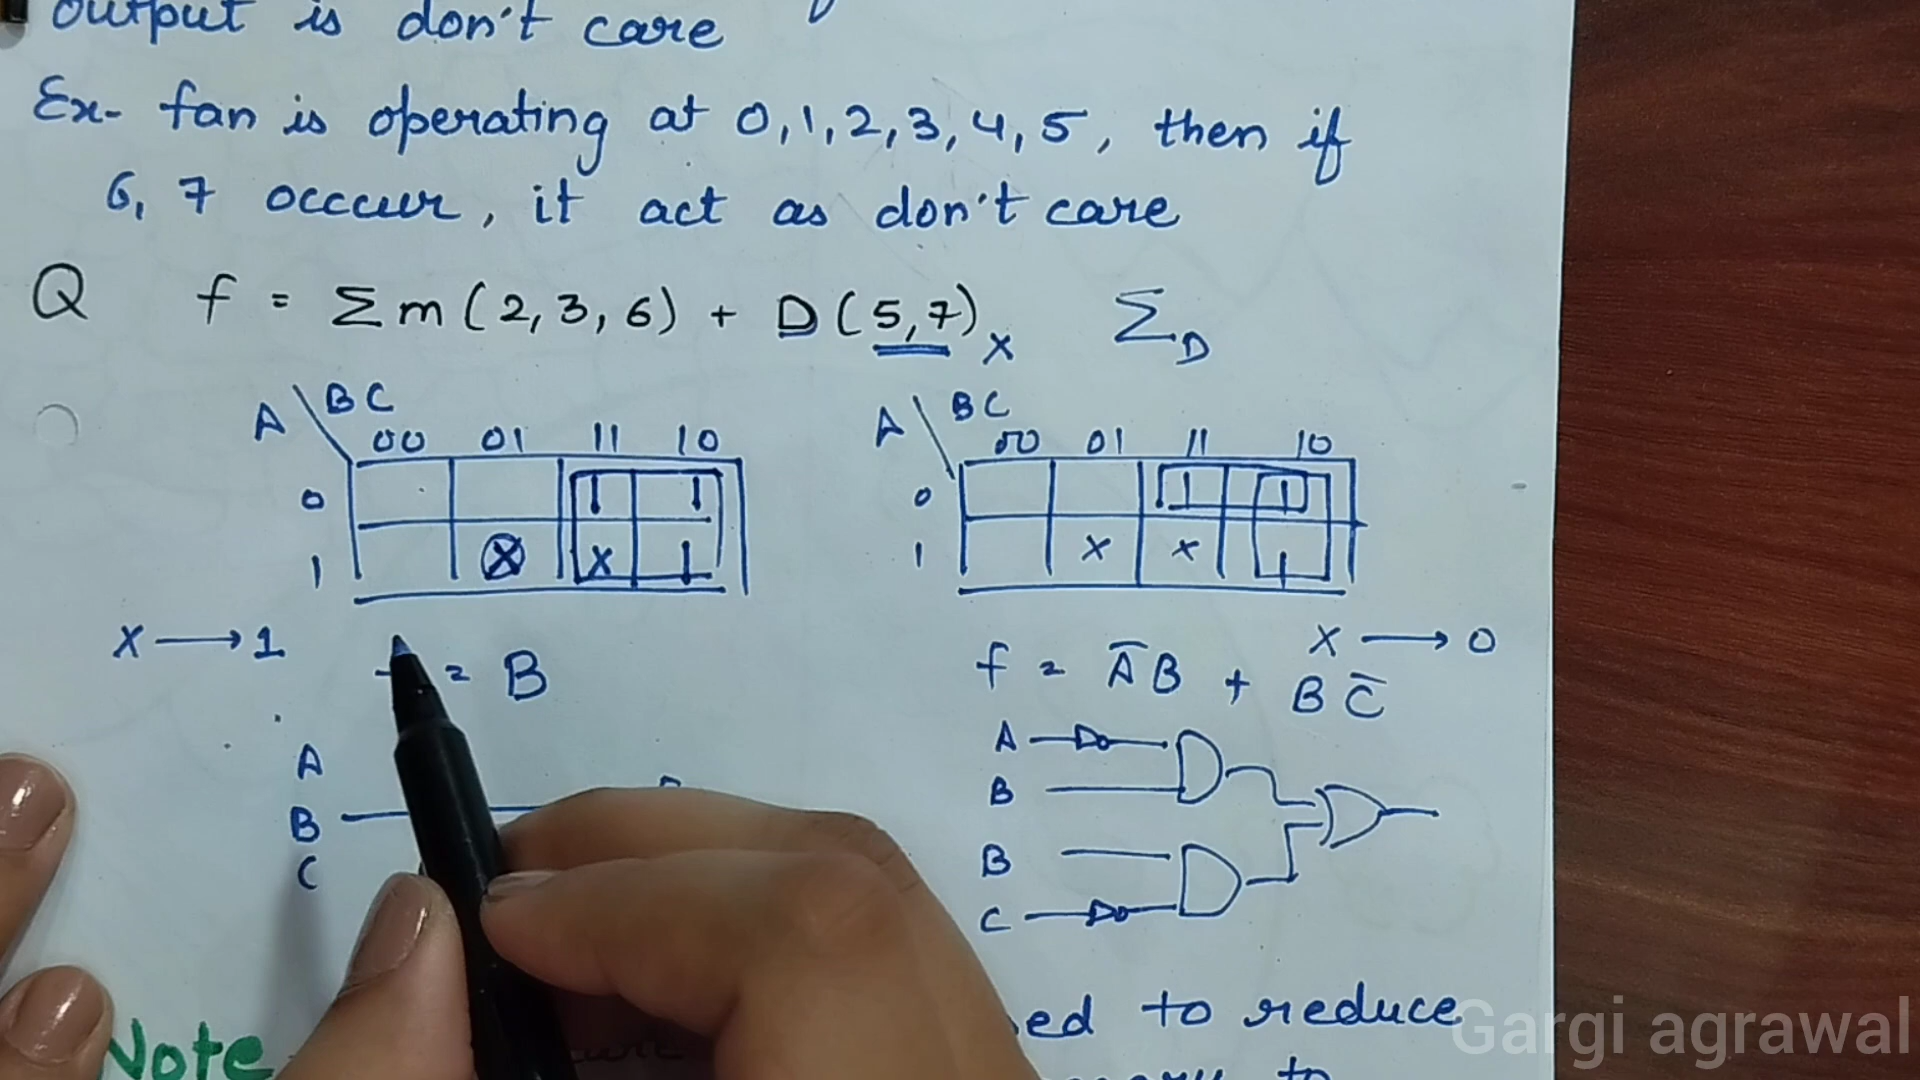 output is don't care
Ex- fan is operating at 0,1,2,3,4,5, then if
6, 7 occcur, it act as don't care
Q f = Σm(2,3,6) + D(5,7) X Σ_D
A \ BC A \ BC
00 01 11 10 00 01 11 10
0 1 1 0 1 1
1 X X 1 1 X X 1
X → 1 = B f = A̅B + BC̅ X → 0
A A
B B
C B
C
Note ed to reduce
to
Gargi agrawal